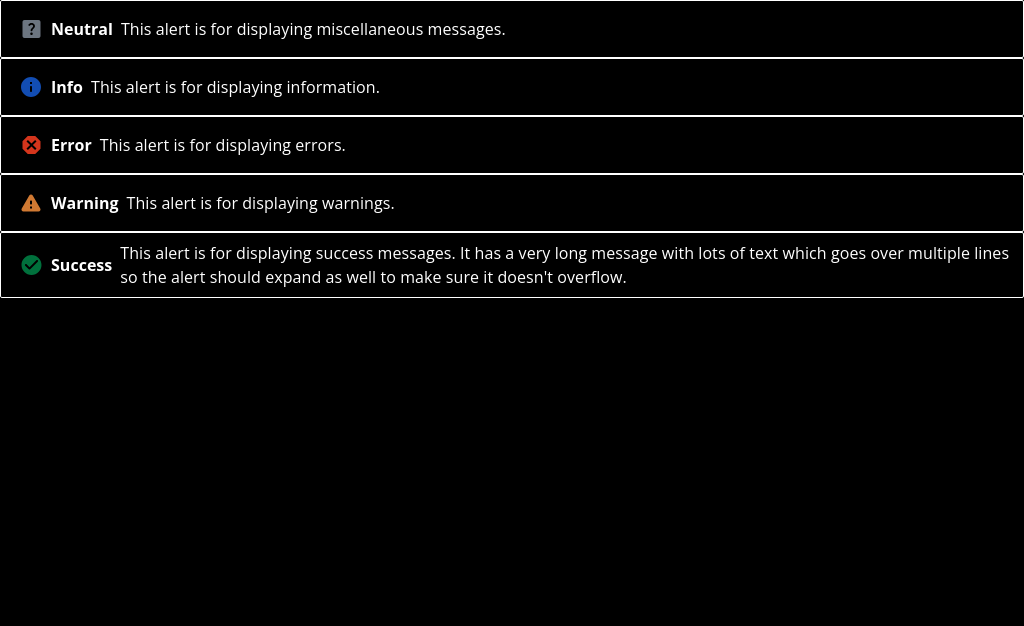 Neutral This alert is for displaying miscellaneous messages.
Info This alert is for displaying information.
Error This alert is for displaying errors.
Warning This alert is for displaying warnings.
Success This alert is for displaying success messages. It has a very long message with lots of text which goes over multiple lines
so the alert should expand as well to make sure it doesn't overflow.